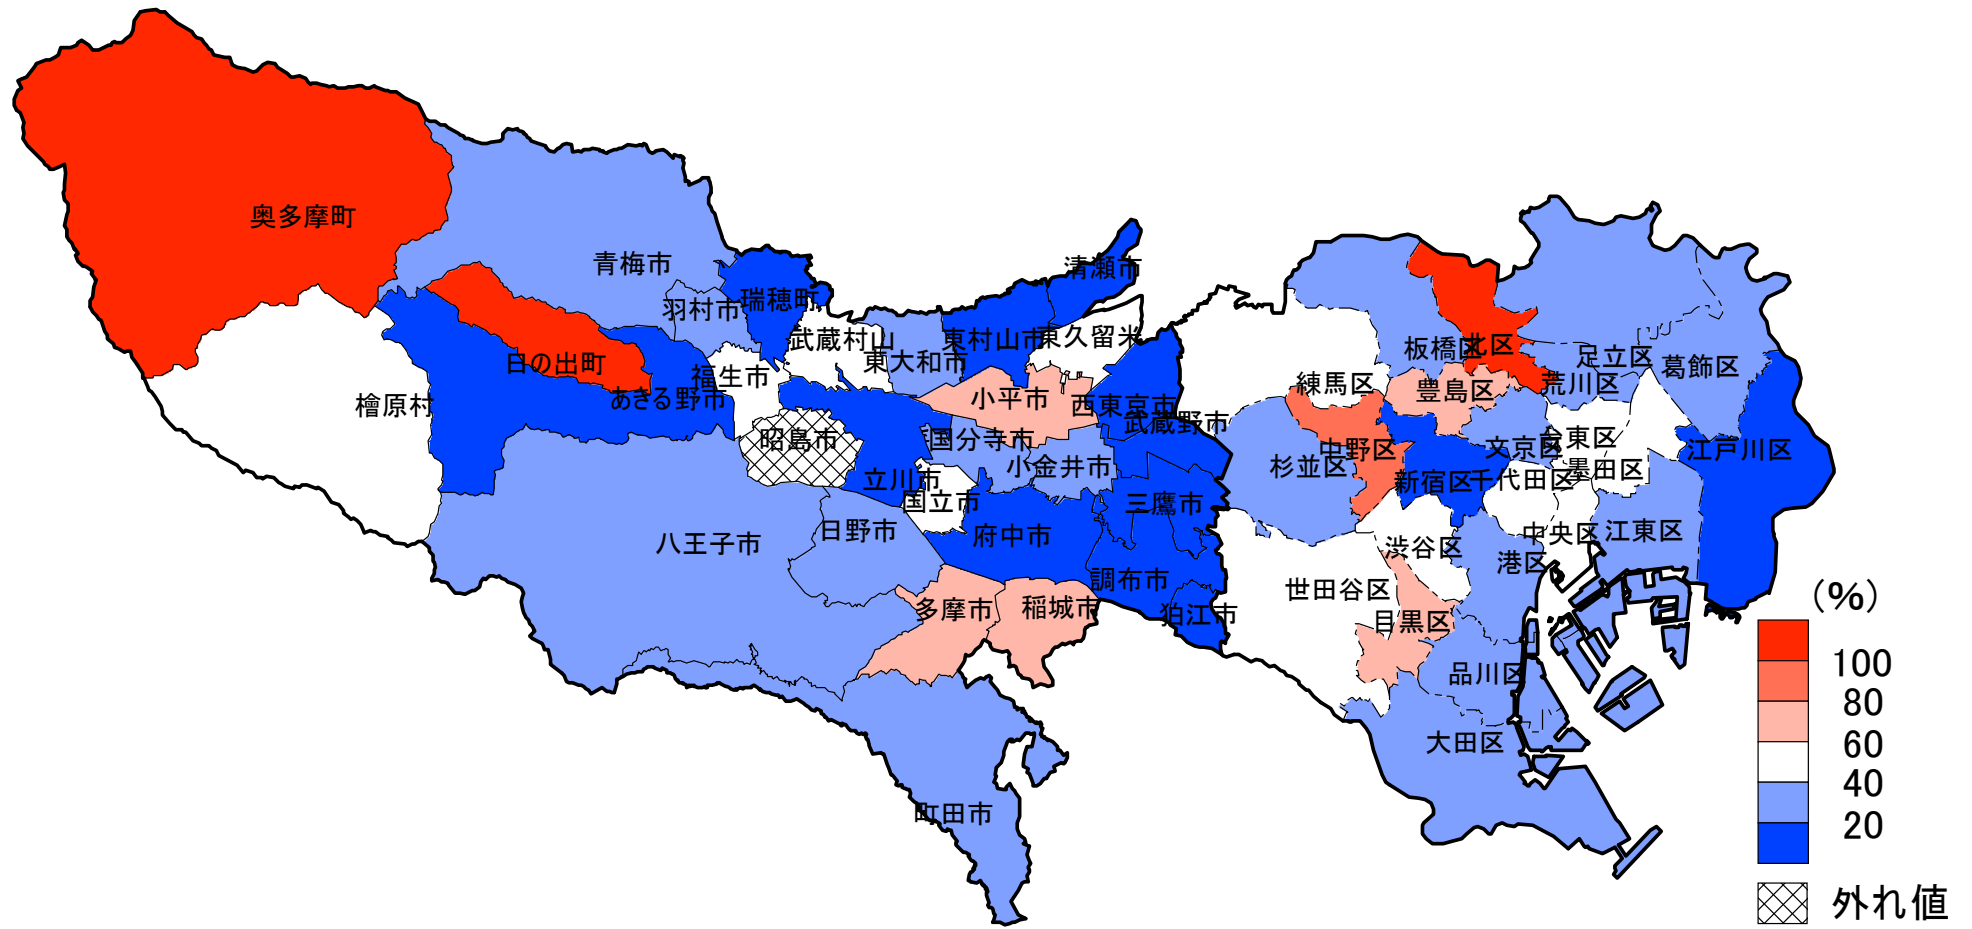 奥多摩町
青梅市
羽村市
瑞穂町
清瀬市
武蔵村山
東大和市
東村山市
東久留米
日の出町
あきる野市
福生市
檜原村
小平市
西東京市
武蔵野市
昭島市
国分寺市
小金井市
立川市
国立市
三鷹市
八王子市
日野市
府中市
調布市
狛江市
多摩市
稲城市
町田市
板橋区
北区
足立区
葛飾区
練馬区
豊島区
荒川区
中野区
杉並区
文京区
台東区
墨田区
江戸川区
新宿区
千代田区
渋谷区
中央区
江東区
港区
世田谷区
目黒区
品川区
大田区
(%)
100
80
60
40
20
外れ値